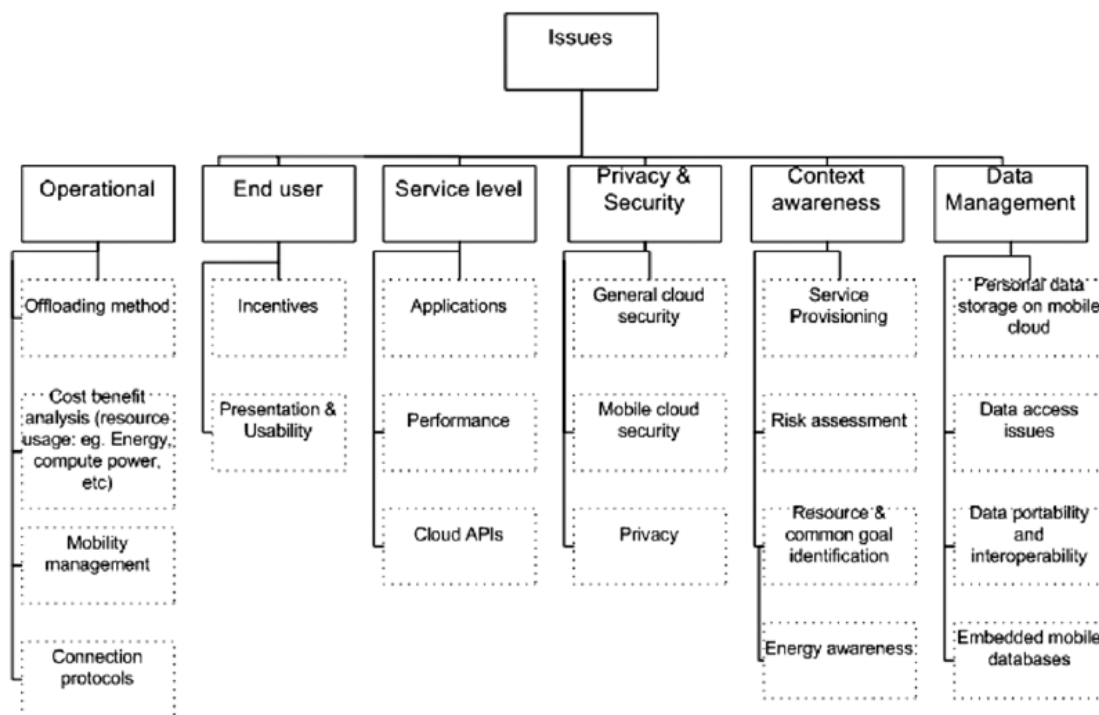 Issues
Operational
End user
Service level
Privacy &
Security
Context
awareness
Data
Management
Offloading method
Cost benefit
analysis (resource
usage: eg. Energy,
compute power,
etc)
Mobility
management
Connection
protocols
Incentives
Presentation &
Usability
Applications
Performance
Cloud APIs
General cloud
security
Mobile cloud
security
Privacy
Service
Provisioning
Risk assessment
Resource &
common goal
identification
Energy awareness
Personal data
storage on mobile
cloud
Data access
issues
Data portability
and
interoperability
Embedded mobile
databases